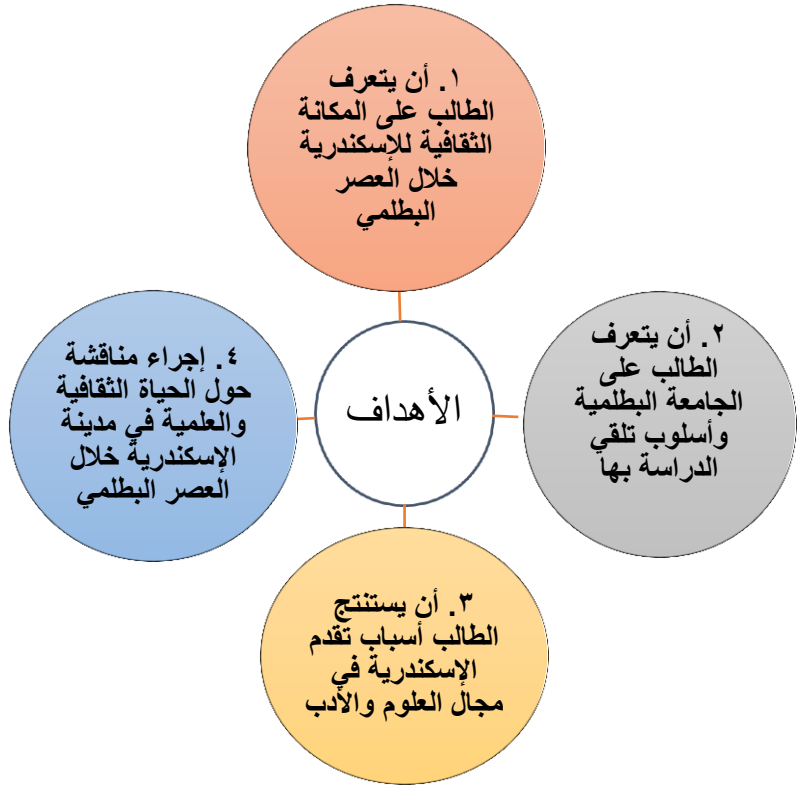 ١. أن يتعرف
الطالب على المكانة
الثقافية للإسكندرية
خلال العصر
البطلمي
٢. أن يتعرف
الطالب على
الجامعة البطلمية
وأسلوب تلقي
الدراسة بها
الأهداف
٤. إجراء مناقشة
حول الحياة الثقافية
والعلمية في مدينة
الإسكندرية خلال
العصر البطلمي
٣. أن يستنتج
الطالب أسباب تقدم
الإسكندرية في
مجال العلوم والأدب